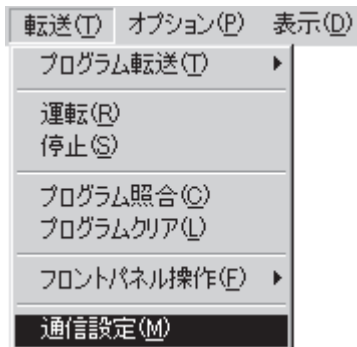 転送(T) オプション(P) 表示(D)
プログラム転送(T)
運転(R)
停止(S)
プログラム照合(C)
プログラムクリア(L)
フロントパネル操作(F)
通信設定(M)